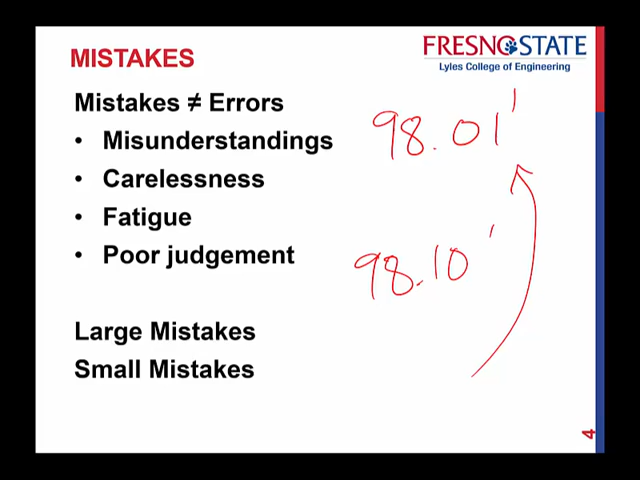 MISTAKES
FRESNO STATE
Lyles College of Engineering
Mistakes ≠ Errors
• Misunderstandings
• Carelessness
• Fatigue
• Poor judgement
Large Mistakes
Small Mistakes
98.01'
98.10'
4